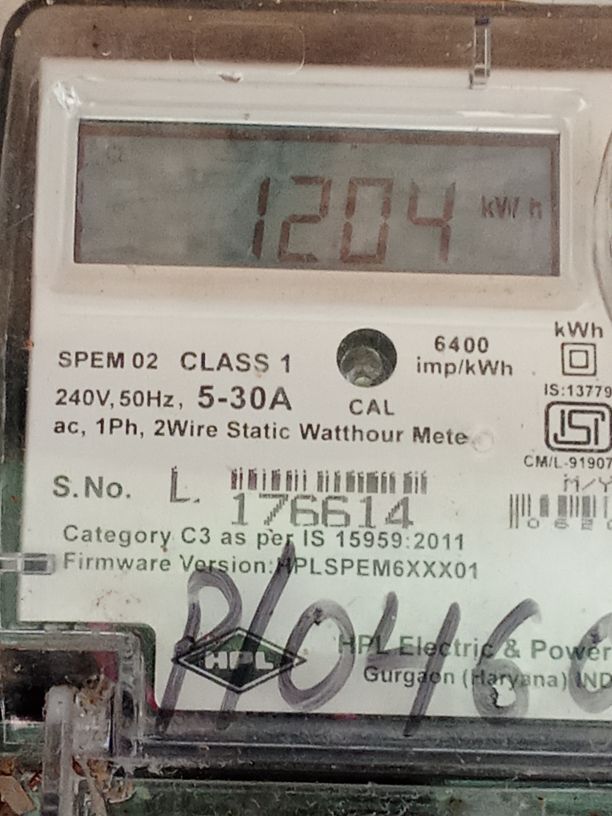 1204 kWh
SPEM 02 CLASS 1
6400
imp/kWh
kWh
240V, 50Hz, 5-30A
CAL
IS:13779
ac, 1Ph, 2Wire Static Watthour Mete
ISI
CM/L-91907
S.No. L.
176614
M/Y
062
Category C3 as per IS 15959:2011
Firmware Version:HPLSPEM6XXX01
HPL
HPL Electric & Power
Gurgaon (Haryana) IND